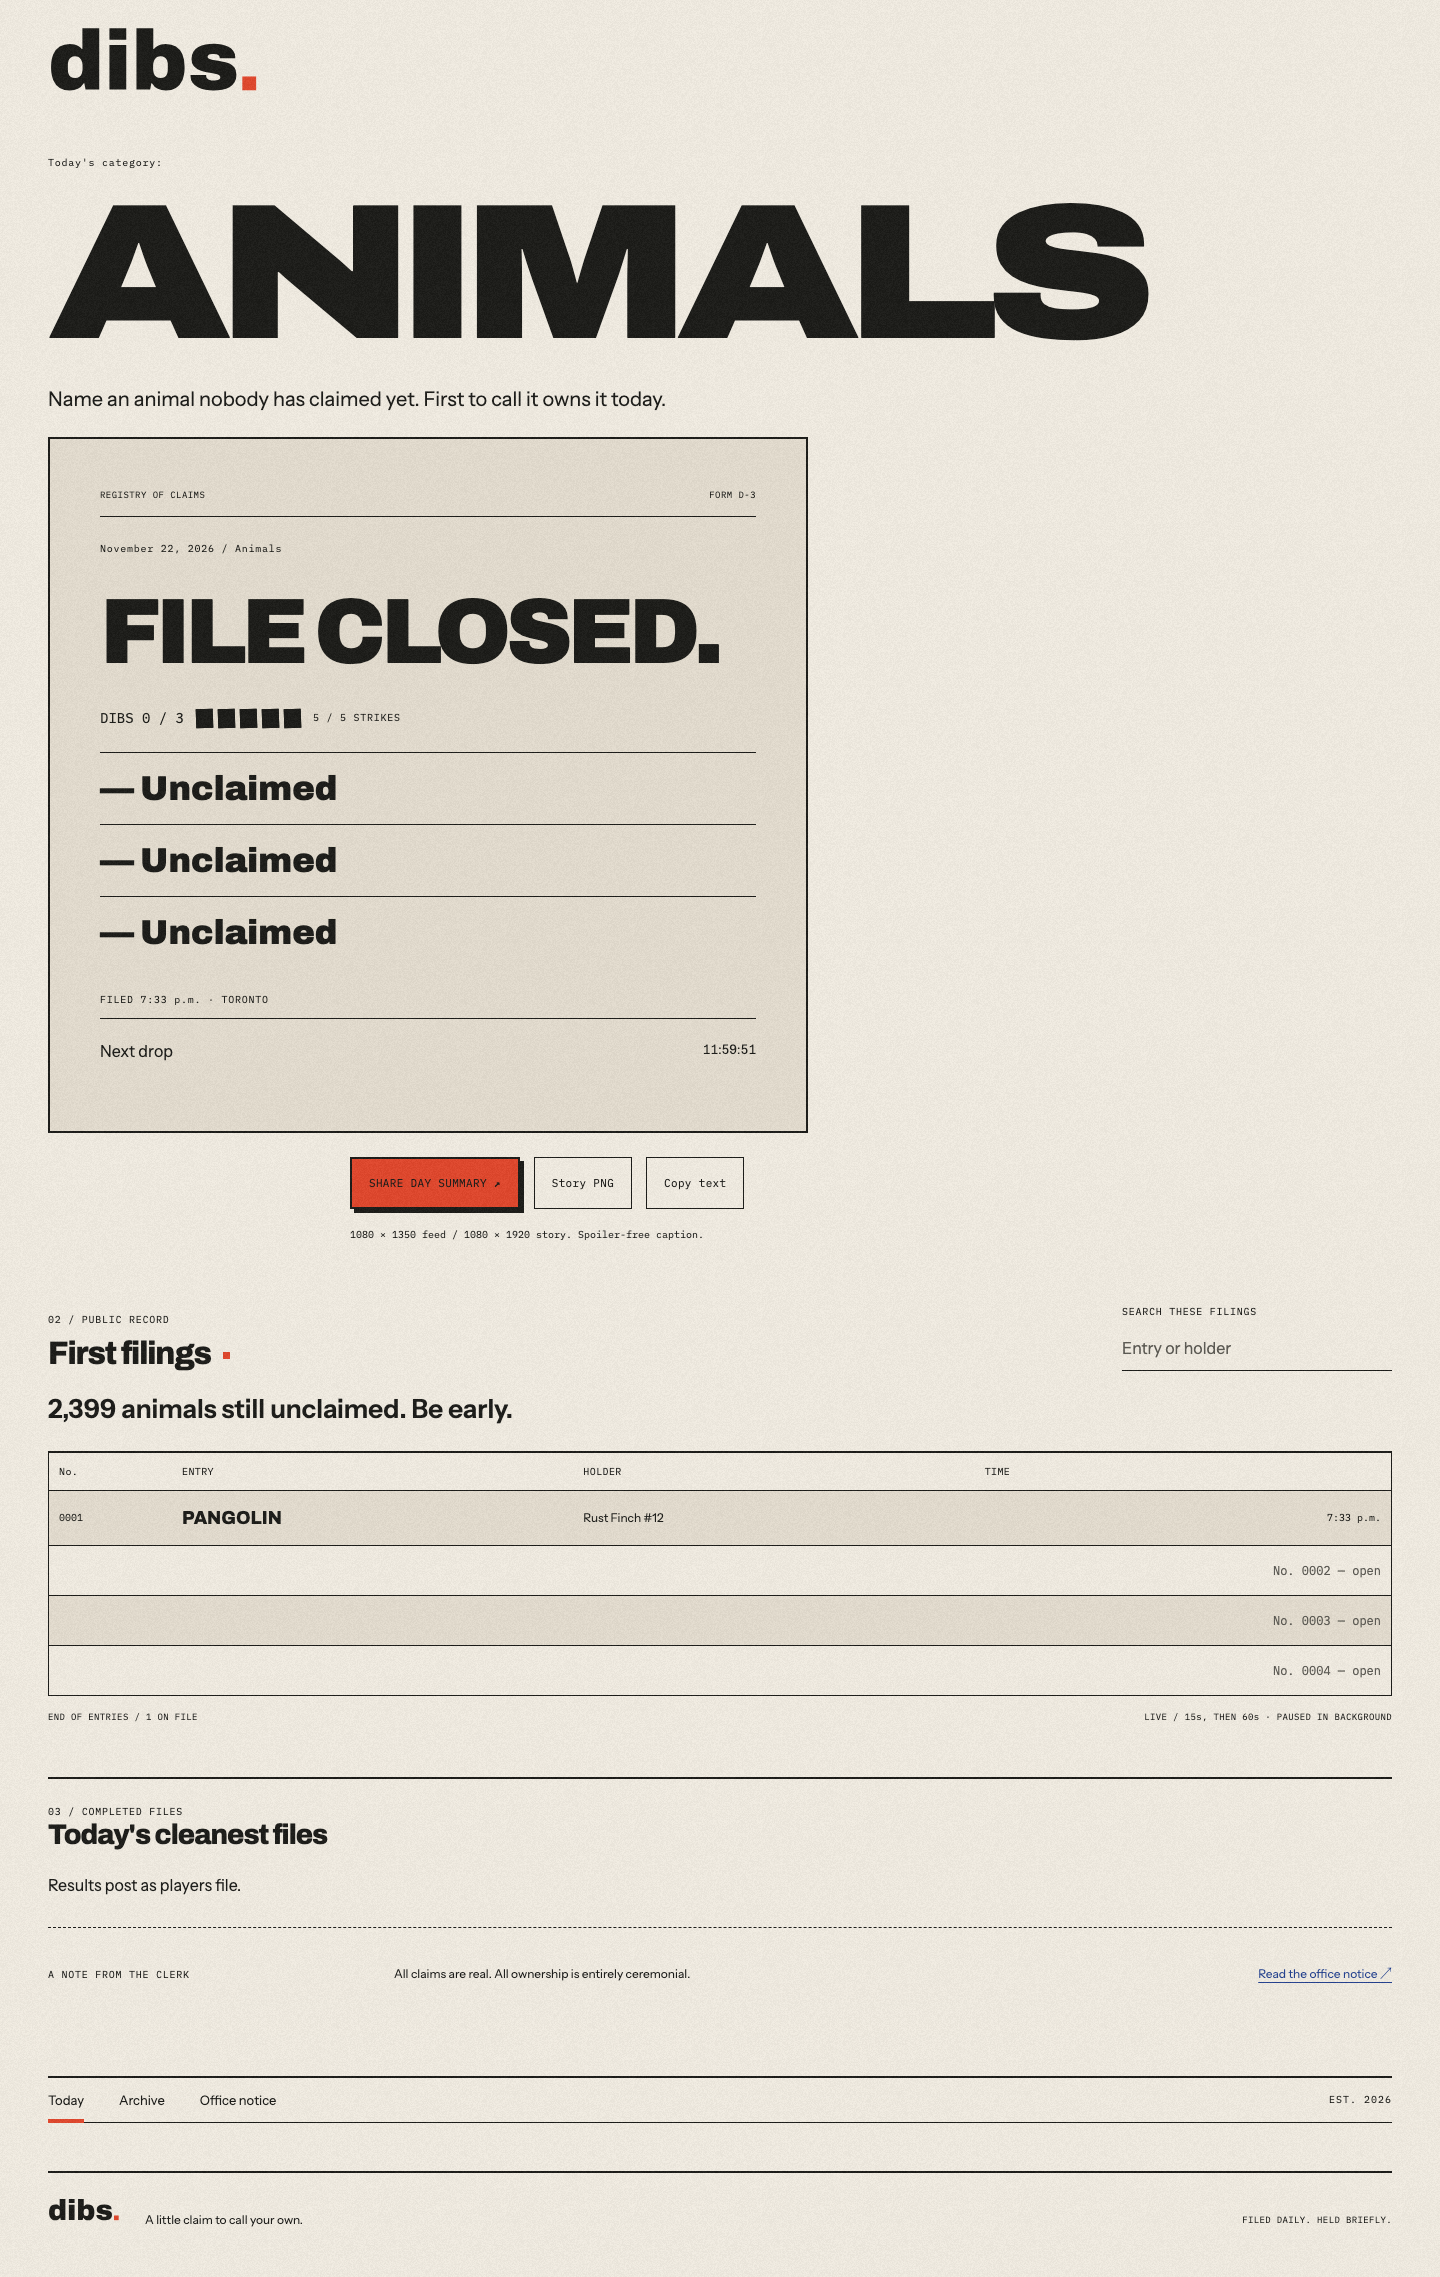 dibs.
Today's category:
ANIMALS
Name an animal nobody has claimed yet. First to call it owns it today.
REGISTRY OF CLAIMS FORM D-3
November 22, 2026 / Animals
FILE CLOSED.
DIBS 0 / 3 5 / 5 STRIKES
— Unclaimed
— Unclaimed
— Unclaimed
FILED 7:33 p.m. · TORONTO
Next drop 11:59:51
SHARE DAY SUMMARY ↗ Story PNG Copy text
1080 × 1350 feed / 1080 × 1920 story. Spoiler-free caption.
02 / PUBLIC RECORD
First filings
SEARCH THESE FILINGS
Entry or holder
2,399 animals still unclaimed. Be early.
No. ENTRY HOLDER TIME
0001 PANGOLIN Rust Finch #12 7:33 p.m.
No. 0002 — open
No. 0003 — open
No. 0004 — open
END OF ENTRIES / 1 ON FILE LIVE / 15s, THEN 60s · PAUSED IN BACKGROUND
03 / COMPLETED FILES
Today's cleanest files
Results post as players file.
A NOTE FROM THE CLERK All claims are real. All ownership is entirely ceremonial. Read the office notice ↗
Today Archive Office notice EST. 2026
dibs. A little claim to call your own. FILED DAILY. HELD BRIEFLY.